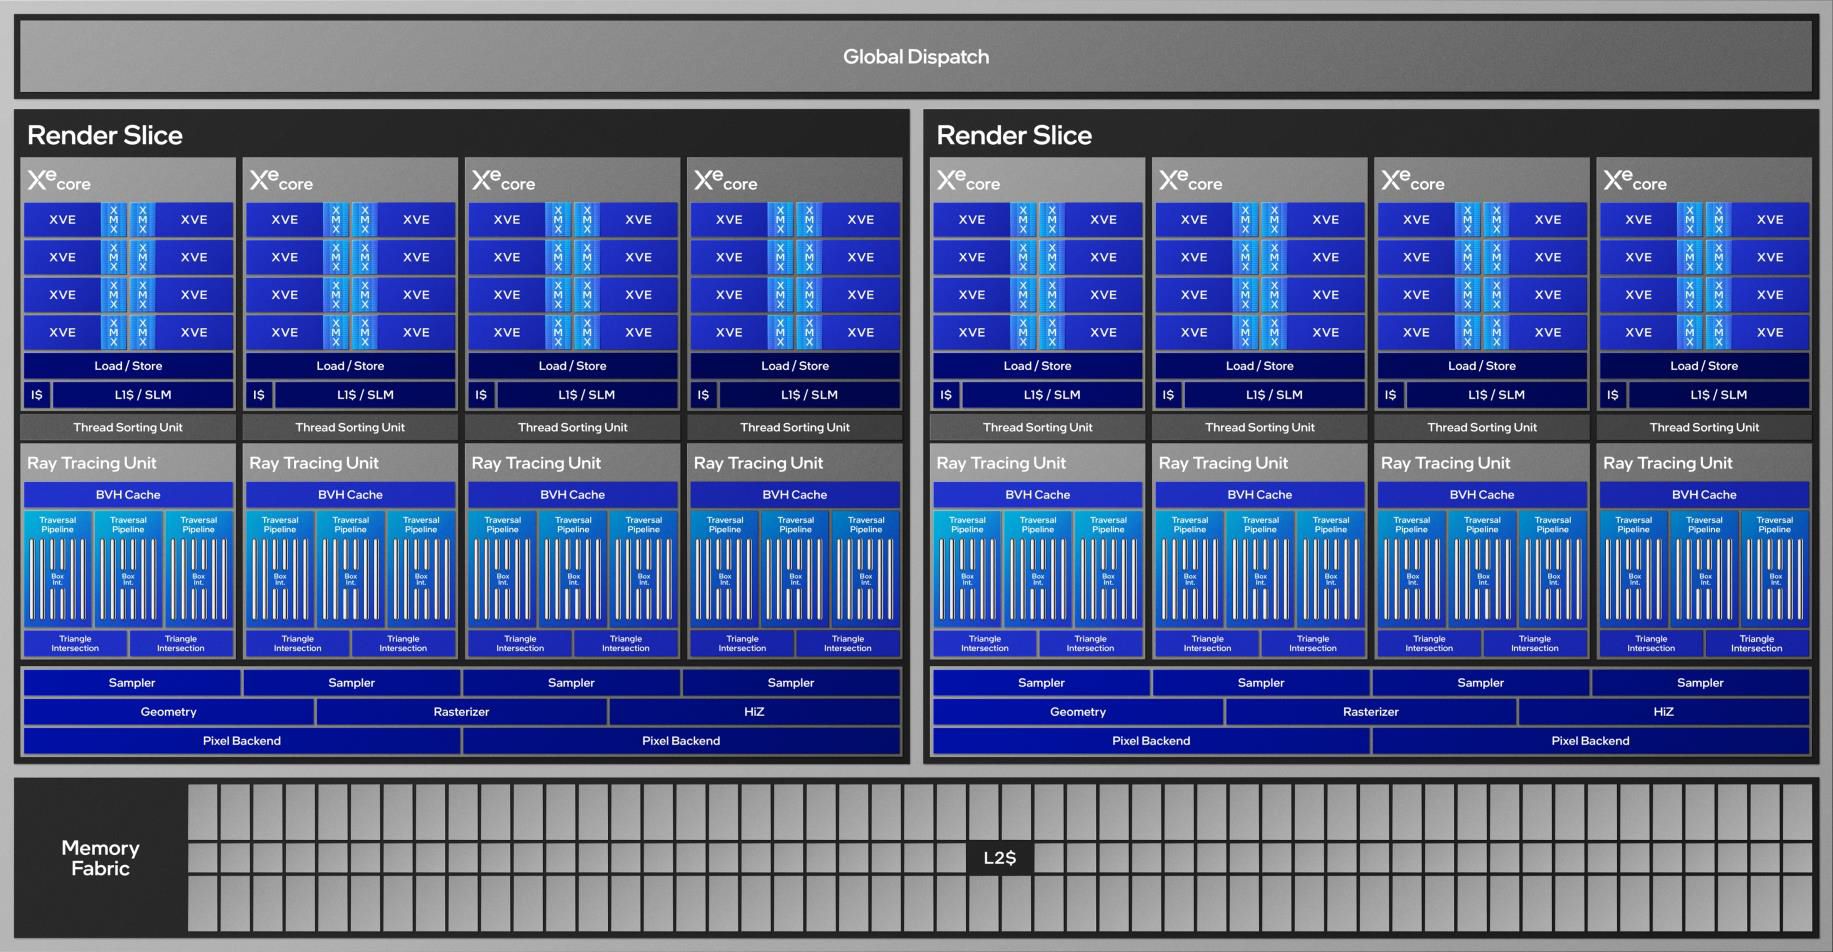 Global Dispatch
Render Slice
Xe core Xe core Xe core Xe core
XVE XMX XMX XVE XVE XMX XMX XVE XVE XMX XMX XVE XVE XMX XMX XVE
XVE XMX XMX XVE XVE XMX XMX XVE XVE XMX XMX XVE XVE XMX XMX XVE
XVE XMX XMX XVE XVE XMX XMX XVE XVE XMX XMX XVE XVE XMX XMX XVE
XVE XMX XMX XVE XVE XMX XMX XVE XVE XMX XMX XVE XVE XMX XMX XVE
Load / Store Load / Store Load / Store Load / Store
I$ L1$ / SLM I$ L1$ / SLM I$ L1$ / SLM I$ L1$ / SLM
Thread Sorting Unit Thread Sorting Unit Thread Sorting Unit Thread Sorting Unit
Ray Tracing Unit Ray Tracing Unit Ray Tracing Unit Ray Tracing Unit
BVH Cache BVH Cache BVH Cache BVH Cache
Traversal Traversal Traversal Traversal Traversal Traversal Traversal Traversal Traversal Traversal Traversal Traversal
Pipeline Pipeline Pipeline Pipeline Pipeline Pipeline Pipeline Pipeline Pipeline Pipeline Pipeline Pipeline
Box Box Box Box Box Box Box Box Box Box Box Box
Int. Int. Int. Int. Int. Int. Int. Int. Int. Int. Int. Int.
Triangle Triangle Triangle Triangle Triangle Triangle Triangle Triangle
Intersection Intersection Intersection Intersection Intersection Intersection Intersection Intersection
Sampler Sampler Sampler Sampler
Geometry Rasterizer HiZ
Pixel Backend Pixel Backend
Render Slice
Xe core Xe core Xe core Xe core
XVE XMX XMX XVE XVE XMX XMX XVE XVE XMX XMX XVE XVE XMX XMX XVE
XVE XMX XMX XVE XVE XMX XMX XVE XVE XMX XMX XVE XVE XMX XMX XVE
XVE XMX XMX XVE XVE XMX XMX XVE XVE XMX XMX XVE XVE XMX XMX XVE
XVE XMX XMX XVE XVE XMX XMX XVE XVE XMX XMX XVE XVE XMX XMX XVE
Load / Store Load / Store Load / Store Load / Store
I$ L1$ / SLM I$ L1$ / SLM I$ L1$ / SLM I$ L1$ / SLM
Thread Sorting Unit Thread Sorting Unit Thread Sorting Unit Thread Sorting Unit
Ray Tracing Unit Ray Tracing Unit Ray Tracing Unit Ray Tracing Unit
BVH Cache BVH Cache BVH Cache BVH Cache
Traversal Traversal Traversal Traversal Traversal Traversal Traversal Traversal Traversal Traversal Traversal Traversal
Pipeline Pipeline Pipeline Pipeline Pipeline Pipeline Pipeline Pipeline Pipeline Pipeline Pipeline Pipeline
Box Box Box Box Box Box Box Box Box Box Box Box
Int. Int. Int. Int. Int. Int. Int. Int. Int. Int. Int. Int.
Triangle Triangle Triangle Triangle Triangle Triangle Triangle Triangle
Intersection Intersection Intersection Intersection Intersection Intersection Intersection Intersection
Sampler Sampler Sampler Sampler
Geometry Rasterizer HiZ
Pixel Backend Pixel Backend
Memory
Fabric
L2$